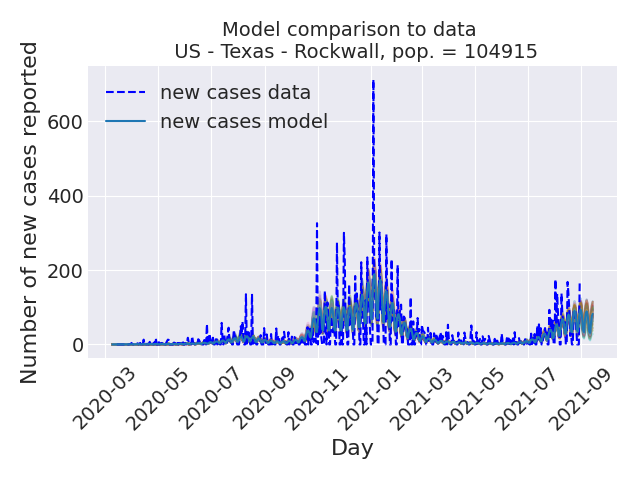 Model comparison to data
US - Texas - Rockwall, pop. = 104915
Number of new cases reported
600
400
200
0
new cases data
new cases model
2020-03
2020-05
2020-07
2020-09
2020-11
2021-01
2021-03
2021-05
2021-07
2021-09
Day